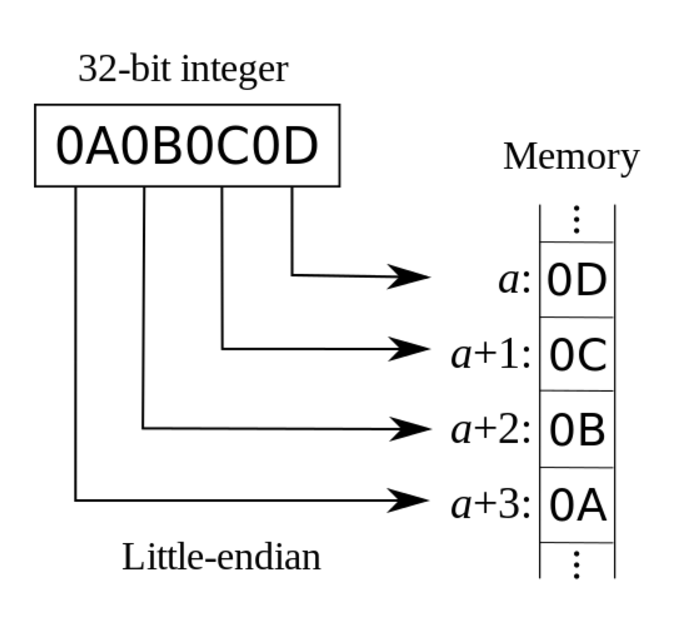 32-bit integer
0A0B0C0D
Memory
a: 0D
a+1: 0C
a+2: 0B
a+3: 0A
Little-endian